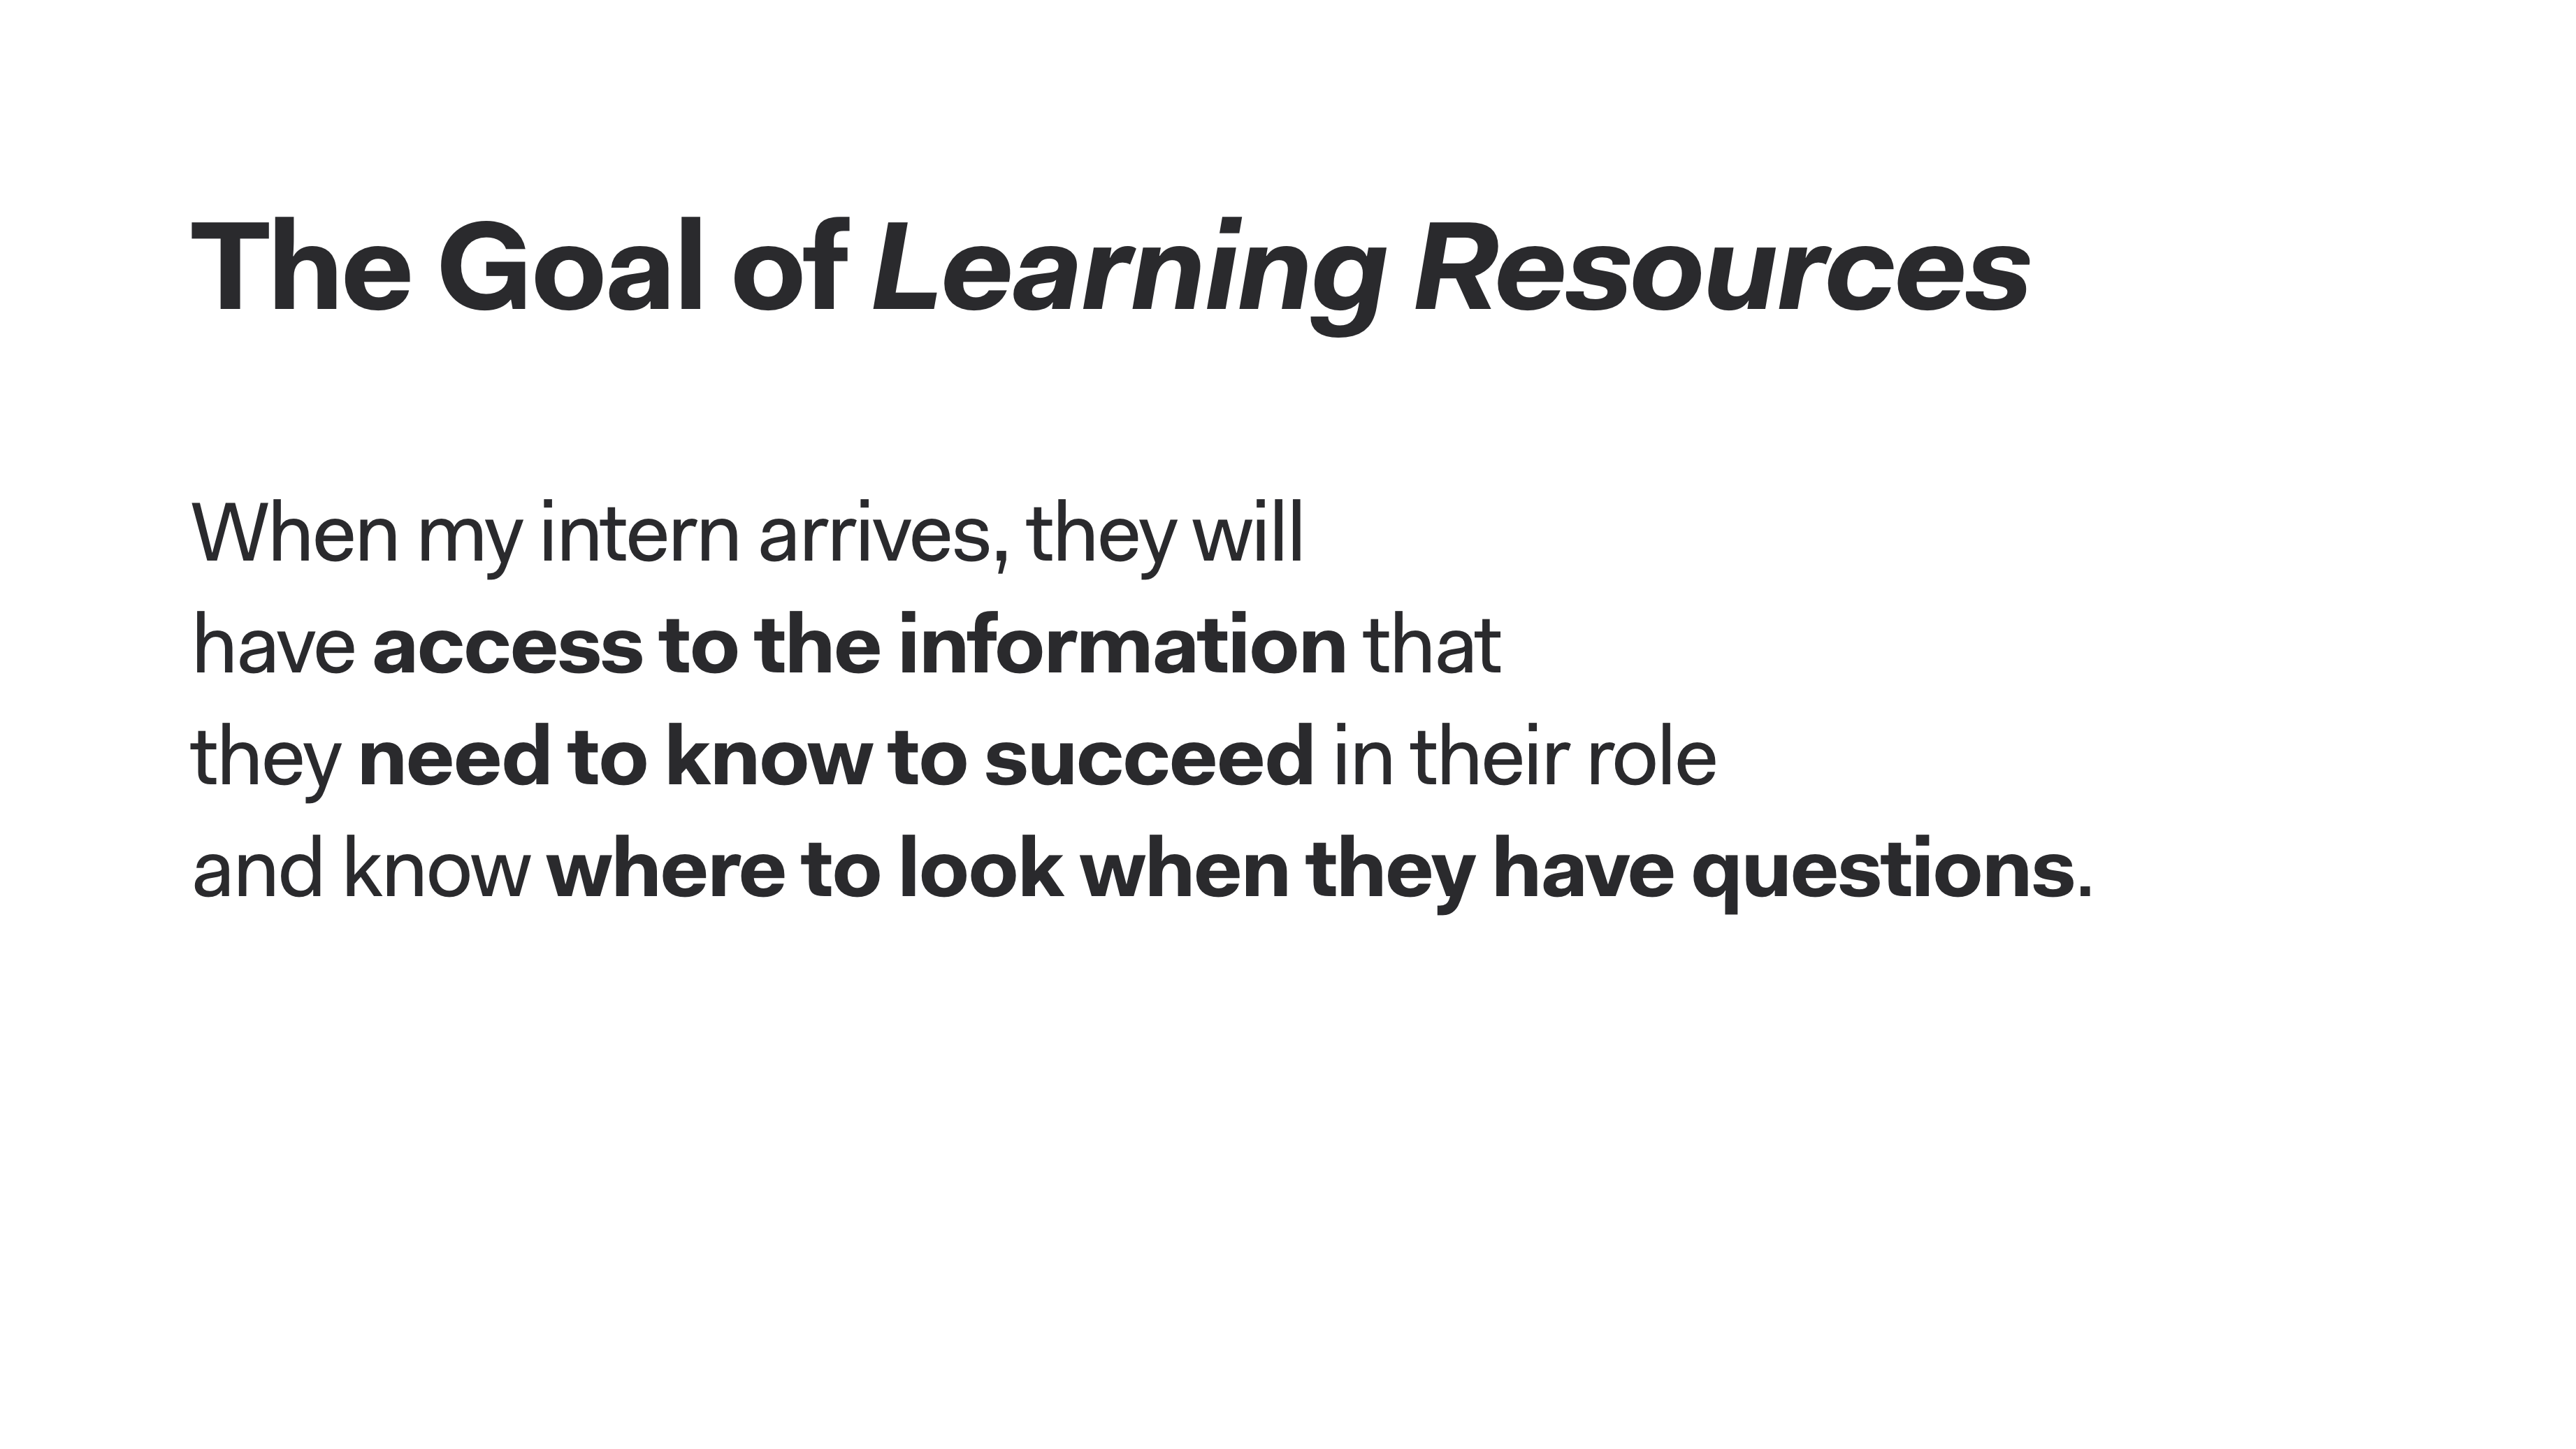 The Goal of Learning Resources
When my intern arrives, they will
have access to the information that
they need to know to succeed in their role
and know where to look when they have questions.